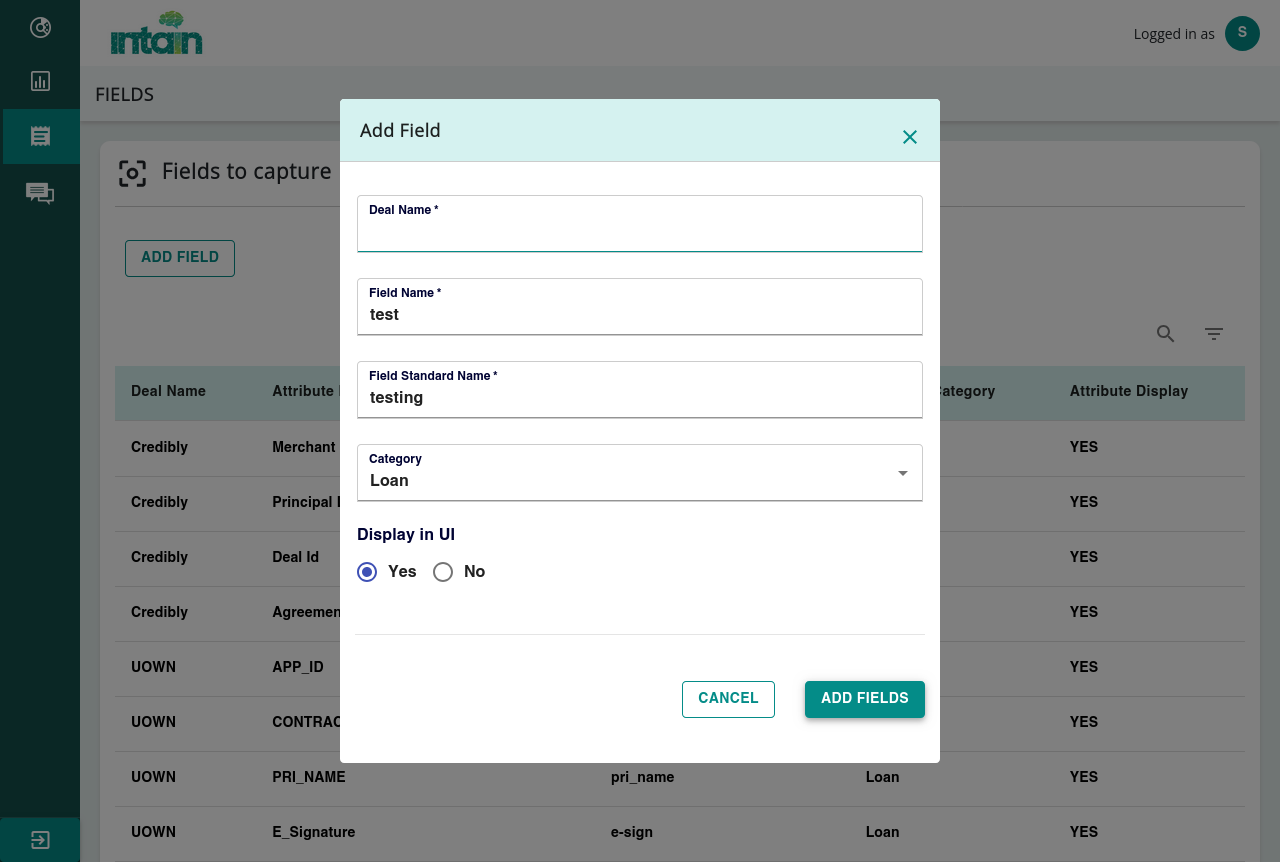 intain
Logged in as
S
FIELDS
Add Field
Fields to capture
Deal Name *
ADD FIELD
Field Name *
test
Field Standard Name *
testing
Deal Name Attribute ategory Attribute Display
Category
Loan
Credibly Merchant YES
Credibly Principal YES
Display in UI
Yes No
Credibly Deal Id YES
Credibly Agreemen YES
UOWN APP_ID YES
CANCEL ADD FIELDS
UOWN CONTRAC YES
UOWN PRI_NAME pri_name Loan YES
UOWN E_Signature e-sign Loan YES